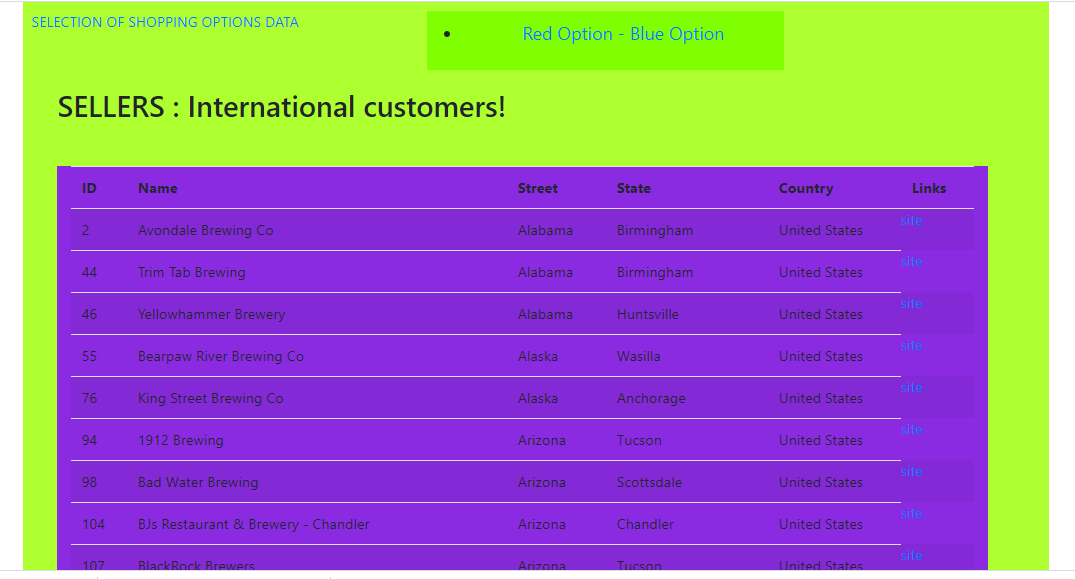 SELECTION OF SHOPPING OPTIONS DATA
Red Option - Blue Option
SELLERS : International customers!
ID Name Street State Country Links
2 Avondale Brewing Co Alabama Birmingham United States site
44 Trim Tab Brewing Alabama Birmingham United States site
46 Yellowhammer Brewery Alabama Huntsville United States site
55 Bearpaw River Brewing Co Alaska Wasilla United States site
76 King Street Brewing Co Alaska Anchorage United States site
94 1912 Brewing Arizona Tucson United States site
98 Bad Water Brewing Arizona Scottsdale United States site
104 BJs Restaurant & Brewery - Chandler Arizona Chandler United States site
107 BlackRock Brewers Arizona Tucson United States site